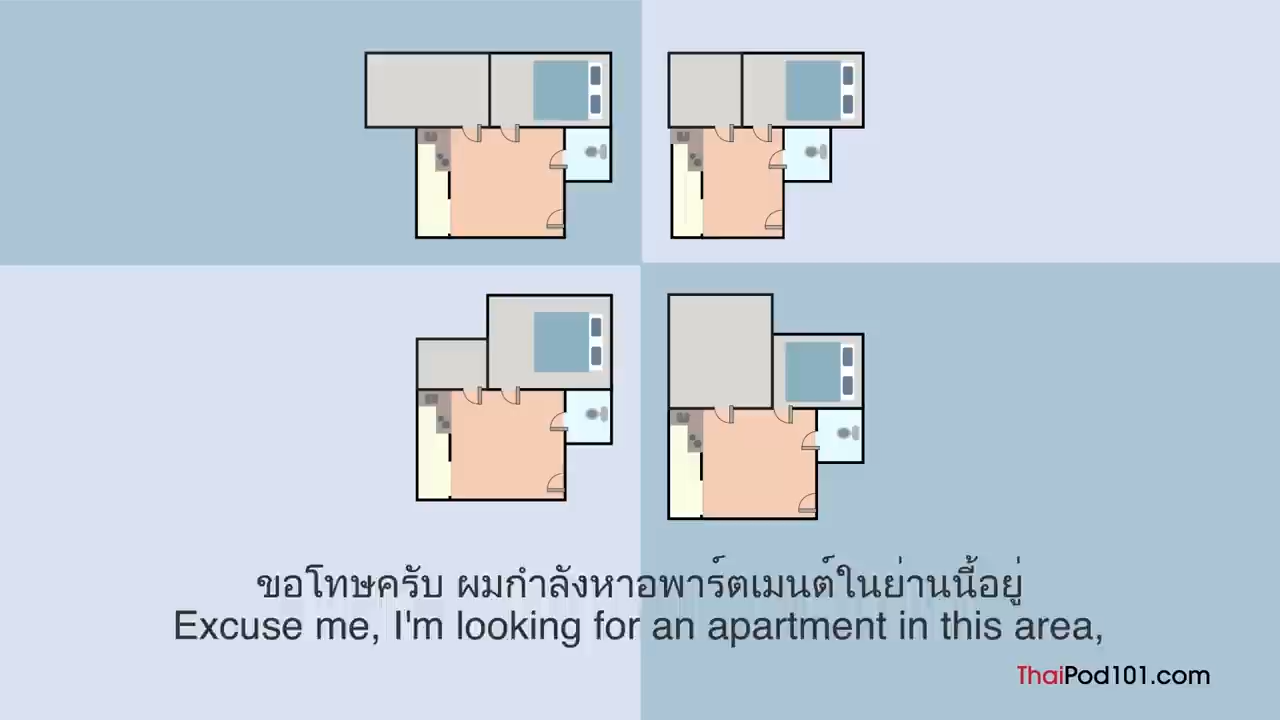 ขอโทษครับ ผมกำลังหาอพาร์ตเมนต์ในย่านนี้อยู่
Excuse me, I'm looking for an apartment in this area,
ThaiPod101.com